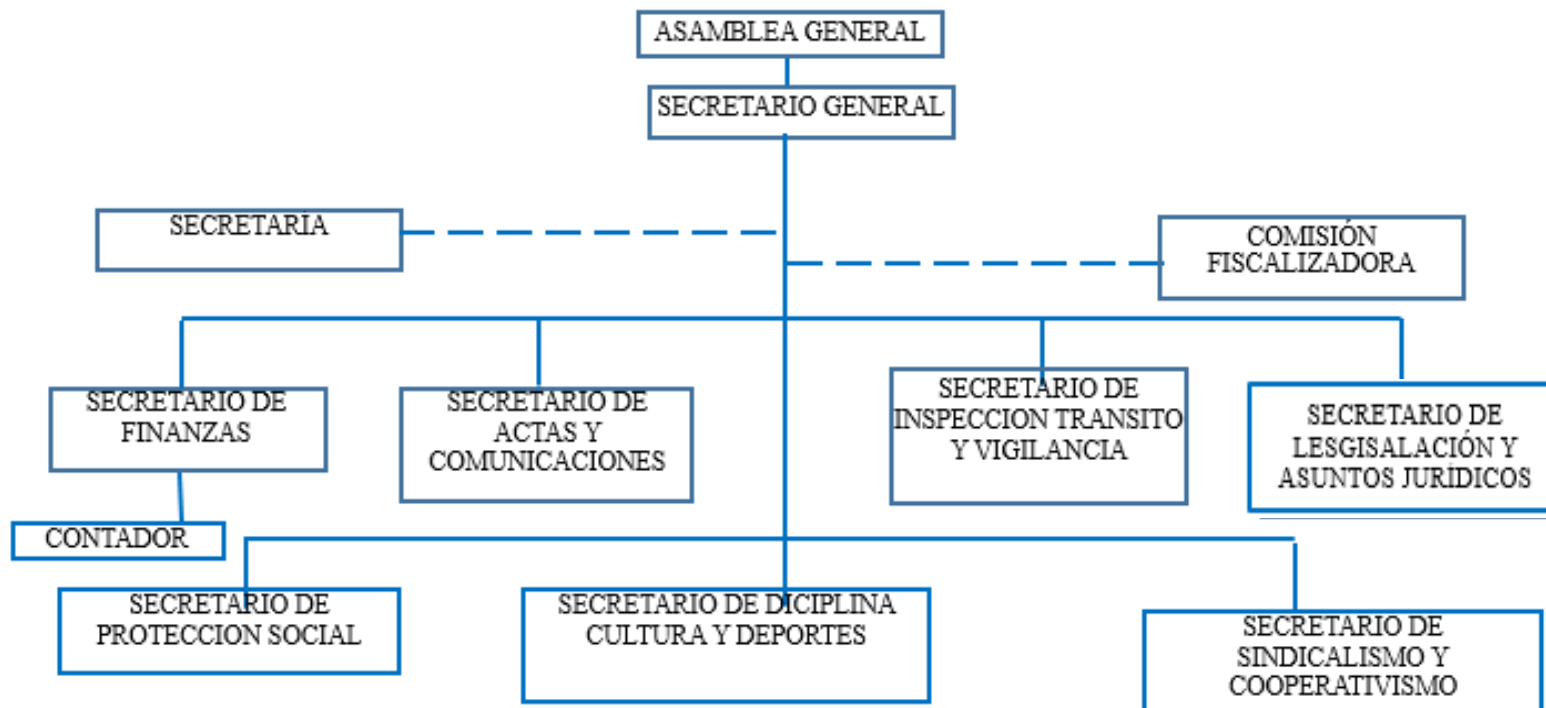 ASAMBLEA GENERAL
SECRETARIO GENERAL
SECRETARÍA
COMISIÓN
FISCALIZADORA
SECRETARIO DE
FINANZAS
SECRETARIO DE
ACTAS Y
COMUNICACIONES
SECRETARIO DE
INSPECCION TRANSITO
Y VIGILANCIA
SECRETARIO DE
LESGISALACIÓN Y
ASUNTOS JURÍDICOS
CONTADOR
SECRETARIO DE
PROTECCION SOCIAL
SECRETARIO DE DICIPLINA
CULTURA Y DEPORTES
SECRETARIO DE
SINDICALISMO Y
COOPERATIVISMO